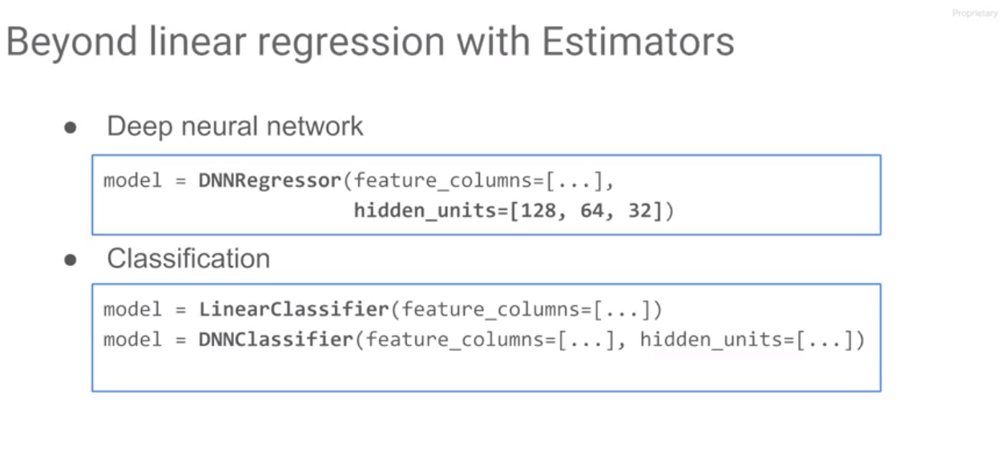 Proprietary
Beyond linear regression with Estimators
● Deep neural network
model = DNNRegressor(feature_columns=[...],
hidden_units=[128, 64, 32])
● Classification
model = LinearClassifier(feature_columns=[...])
model = DNNClassifier(feature_columns=[...], hidden_units=[...])